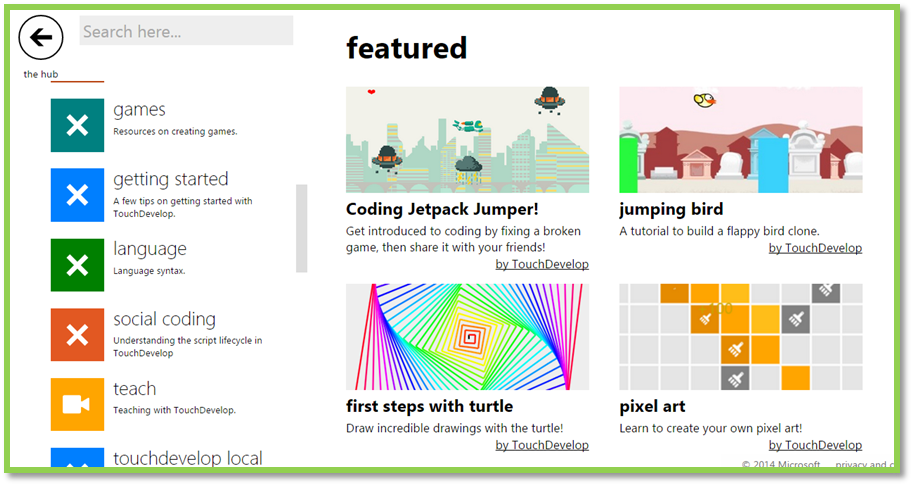 Search here...
the hub
games
Resources on creating games.
getting started
A few tips on getting started with
TouchDevelop.
language
Language syntax.
social coding
Understanding the script lifecycle in
TouchDevelop
teach
Teaching with TouchDevelop.
touchdevelop local
featured
Coding Jetpack Jumper!
Get introduced to coding by fixing a broken
game, then share it with your friends!
by TouchDevelop
jumping bird
A tutorial to build a flappy bird clone.
by TouchDevelop
first steps with turtle
Draw incredible drawings with the turtle!
by TouchDevelop
pixel art
Learn to create your own pixel art!
by TouchDevelop
© 2014 Microsoft privacy and